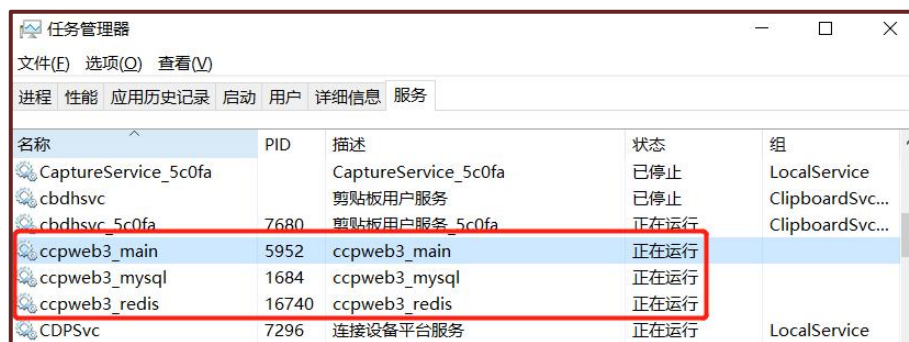 任务管理器
文件(F) 选项(O) 查看(V)
进程 性能 应用历史记录 启动 用户 详细信息 服务
名称 PID 描述 状态 组
CaptureService_5c0fa CaptureService_5c0fa 已停止 LocalService
cbdhsvc 剪贴板用户服务 已停止 ClipboardSvc...
cbdhsvc_5c0fa 7680 剪贴板用户服务_5c0fa 正在运行 ClipboardSvc...
ccpweb3_main 5952 ccpweb3_main 正在运行
ccpweb3_mysql 1684 ccpweb3_mysql 正在运行
ccpweb3_redis 16740 ccpweb3_redis 正在运行
CDPSvc 7296 连接设备平台服务 正在运行 LocalService